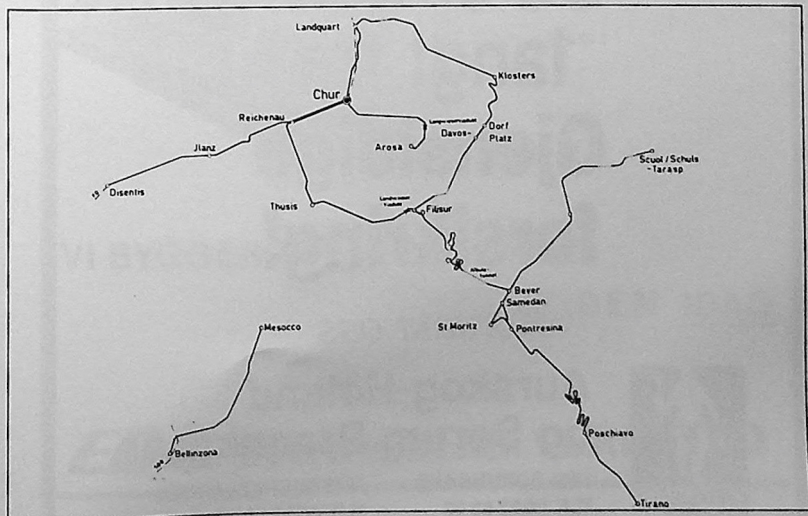 Landquart
Klosters
Chur
Reichenau
Davos-
Dorf
Platz
Arosa
Jlanz
Scuol/Schuls
-Tarasp
Disentis
Thusis
Filisur
Bever
Samedan
St Moritz
Pontresina
Mesocco
Poschiavo
Bellinzona
Tirano